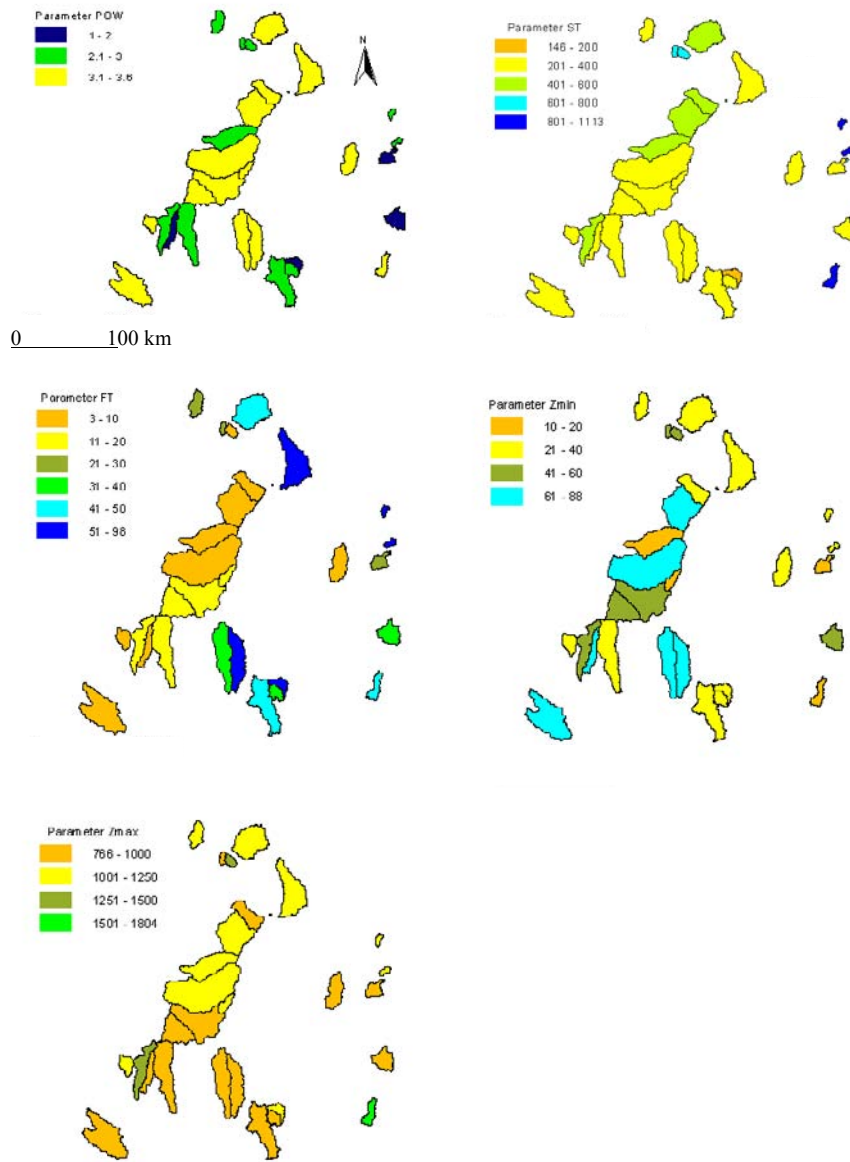 Parameter POW
1 - 2
2.1 - 3
3.1 - 3.6
N
Parameter ST
146 - 200
201 - 400
401 - 600
601 - 800
801 - 1113
0 100 km
Parameter FT
3 - 10
11 - 20
21 - 30
31 - 40
41 - 50
51 - 98
Parameter Zmin
10 - 20
21 - 40
41 - 60
61 - 88
Parameter Zmax
766 - 1000
1001 - 1250
1251 - 1500
1501 - 1804